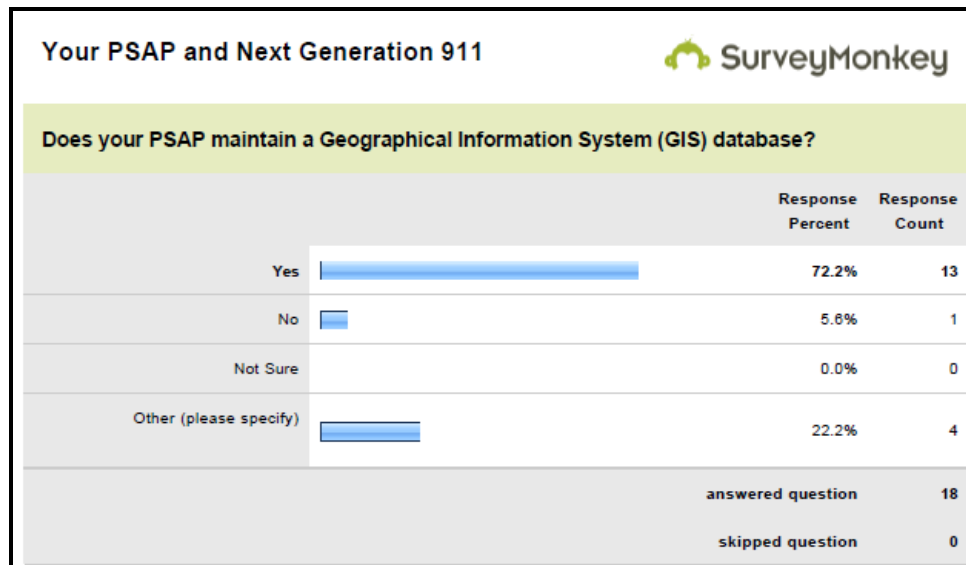 Your PSAP and Next Generation 911
SurveyMonkey
Does your PSAP maintain a Geographical Information System (GIS) database?
Response Percent Response Count
Yes 72.2% 13
No 5.6% 1
Not Sure 0.0% 0
Other (please specify) 22.2% 4
answered question 18
skipped question 0